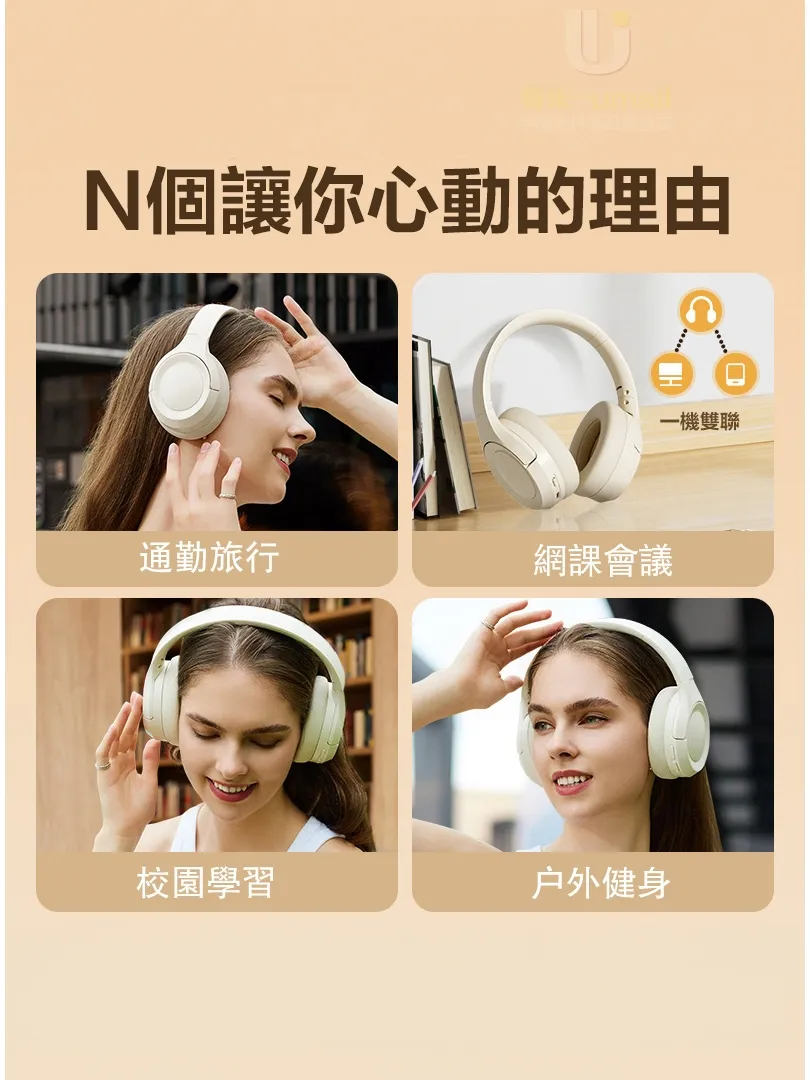 N個讓你心動的理由
一機雙聯
通勤旅行
網課會議
校園學習
户外健身